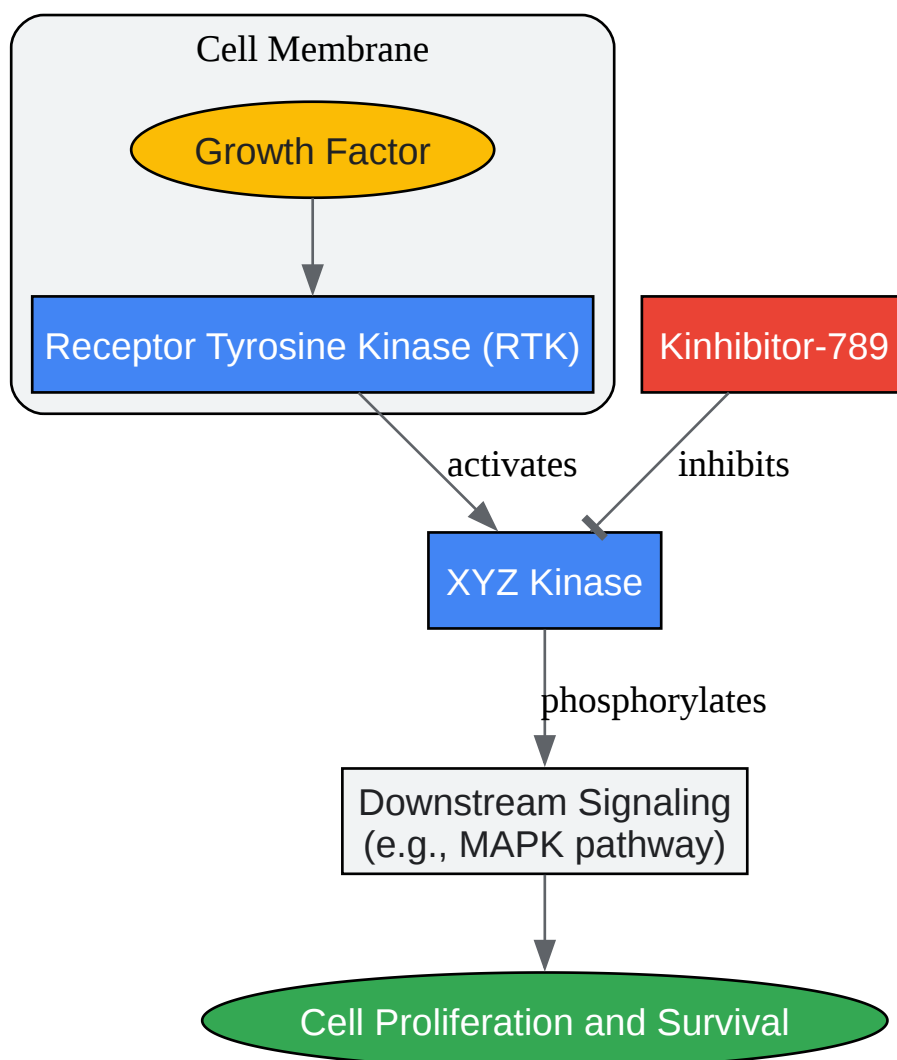 Cell Membrane
Growth Factor
Receptor Tyrosine Kinase (RTK)
Kinhibitor-789
activates
inhibits
XYZ Kinase
phosphorylates
Downstream Signaling
(e.g., MAPK pathway)
Cell Proliferation and Survival